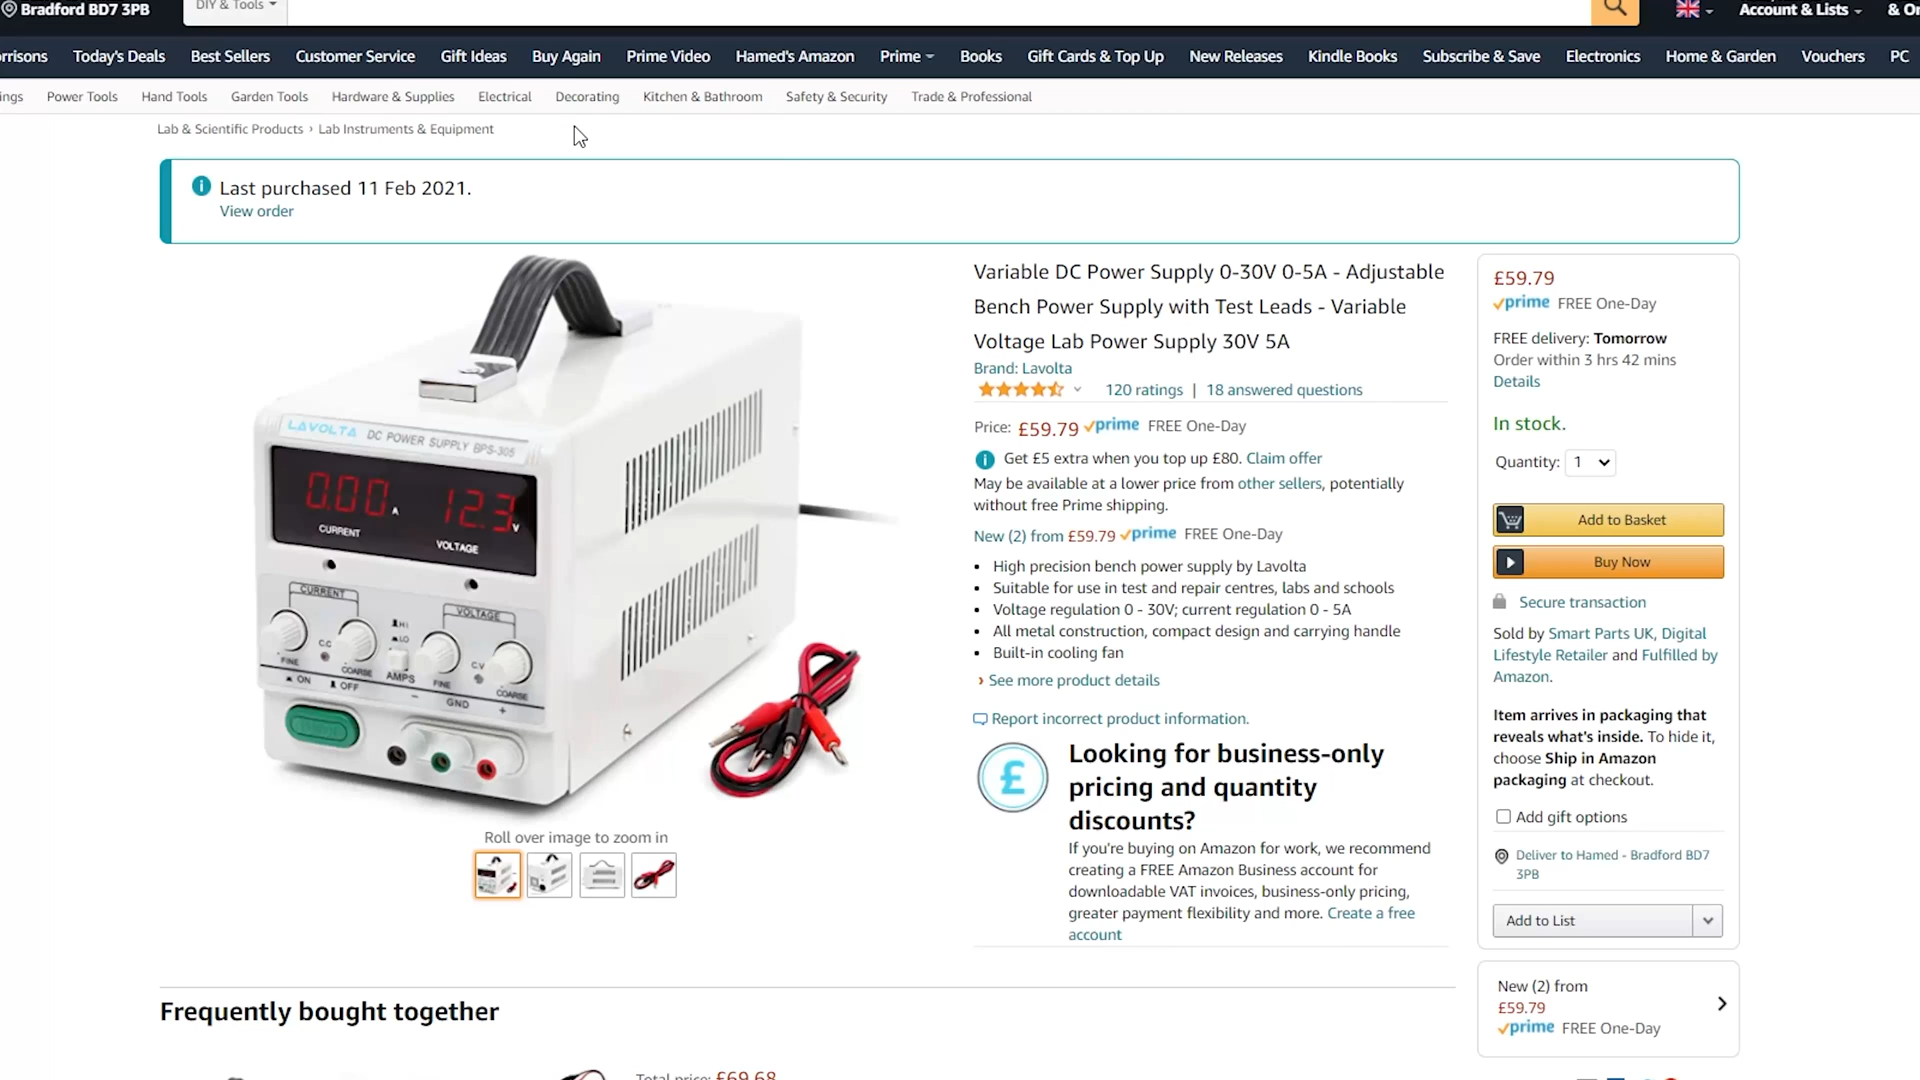 Bradford BD7 3PB
DIY & Tools
Account & Lists
& Or
rrisons Today's Deals Best Sellers Customer Service Gift Ideas Buy Again Prime Video Hamed's Amazon Prime Books Gift Cards & Top Up New Releases Kindle Books Subscribe & Save Electronics Home & Garden Vouchers PC
ings Power Tools Hand Tools Garden Tools Hardware & Supplies Electrical Decorating Kitchen & Bathroom Safety & Security Trade & Professional
Lab & Scientific Products › Lab Instruments & Equipment
Last purchased 11 Feb 2021.
View order
LAVOLTA DC POWER SUPPLY BPS-305
0.00 A 12.3 V
CURRENT
VOLTAGE
CURRENT
VOLTAGE
HI
LO
C.C
C.V
FINE
COARSE
AMPS
FINE
COARSE
ON
OFF
− GND +
Roll over image to zoom in
Variable DC Power Supply 0-30V 0-5A - Adjustable
Bench Power Supply with Test Leads - Variable
Voltage Lab Power Supply 30V 5A
Brand: Lavolta
120 ratings | 18 answered questions
Price: £59.79 prime FREE One-Day
Get £5 extra when you top up £80. Claim offer
May be available at a lower price from other sellers, potentially
without free Prime shipping.
New (2) from £59.79 prime FREE One-Day
• High precision bench power supply by Lavolta
• Suitable for use in test and repair centres, labs and schools
• Voltage regulation 0 - 30V; current regulation 0 - 5A
• All metal construction, compact design and carrying handle
• Built-in cooling fan
› See more product details
Report incorrect product information.
£
Looking for business-only
pricing and quantity
discounts?
If you're buying on Amazon for work, we recommend
creating a FREE Amazon Business account for
downloadable VAT invoices, business-only pricing,
greater payment flexibility and more. Create a free
account
£59.79
prime FREE One-Day
FREE delivery: Tomorrow
Order within 3 hrs 42 mins
Details
In stock.
Quantity: 1
Add to Basket
Buy Now
Secure transaction
Sold by Smart Parts UK, Digital
Lifestyle Retailer and Fulfilled by
Amazon.
Item arrives in packaging that
reveals what's inside. To hide it,
choose Ship in Amazon
packaging at checkout.
Add gift options
Deliver to Hamed - Bradford BD7
3PB
Add to List
New (2) from
£59.79
prime FREE One-Day
Frequently bought together
Total price: £69.68